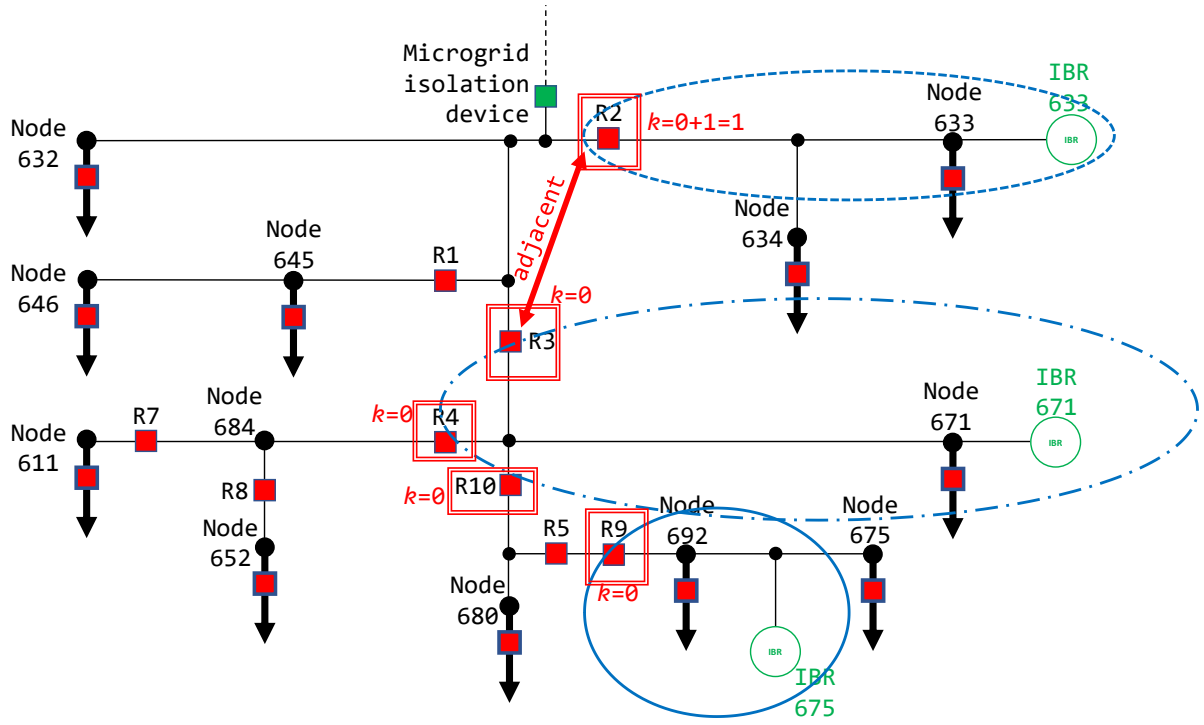 Microgrid
isolation
device
IBR
633
R2
k=0+1=1
Node
633
IBR
Node
632
adjacent
Node
634
Node
645
R1
Node
646
k=0
R3
IBR
671
Node
671
IBR
k=0
R4
Node
684
R7
Node
611
R8
k=0
R10
Node
652
R5
R9
Node
692
Node
675
k=0
Node
680
IBR
IBR
675